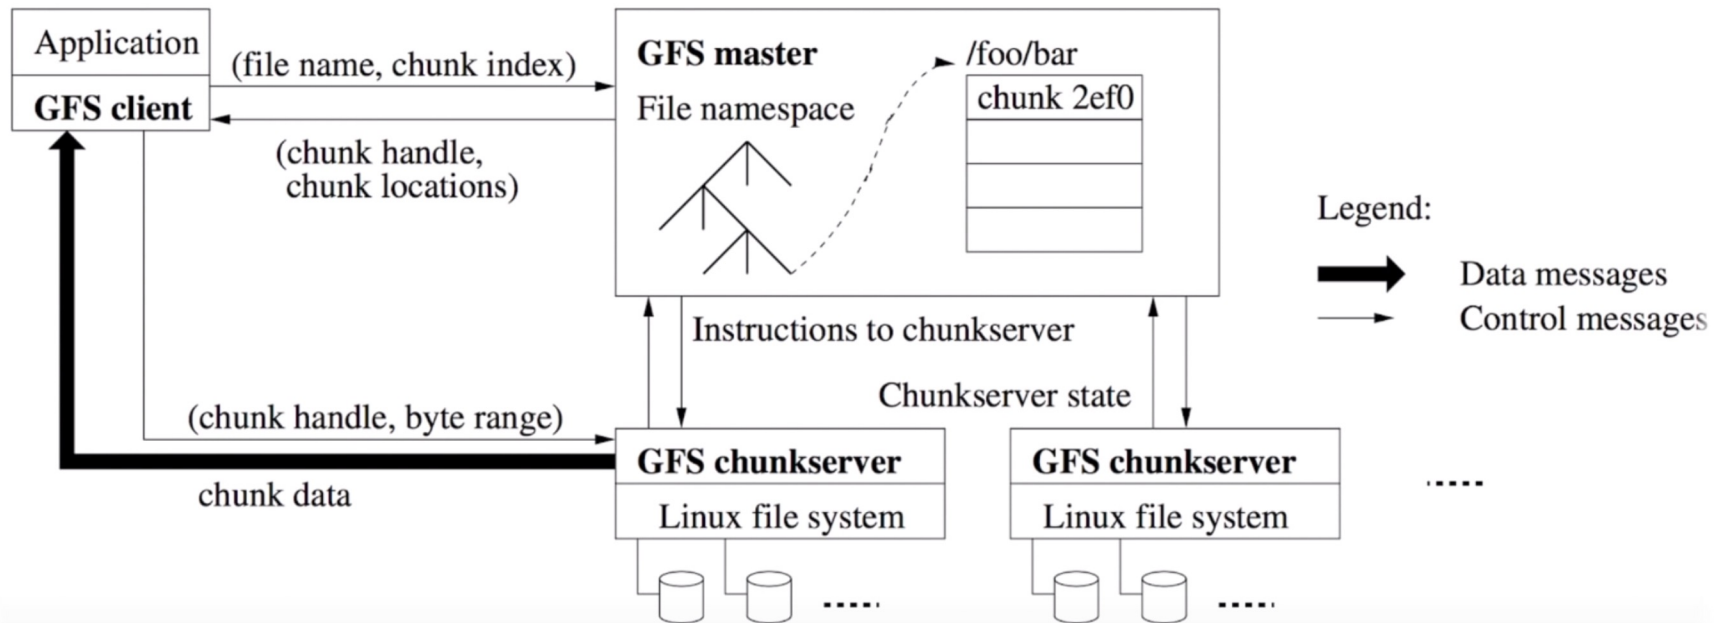 Application
GFS client
(file name, chunk index)
(chunk handle,
chunk locations)
GFS master
File namespace
/foo/bar
chunk 2ef0
Legend:
Data messages
Control messages
Instructions to chunkserver
Chunkserver state
(chunk handle, byte range)
chunk data
GFS chunkserver
Linux file system
GFS chunkserver
Linux file system